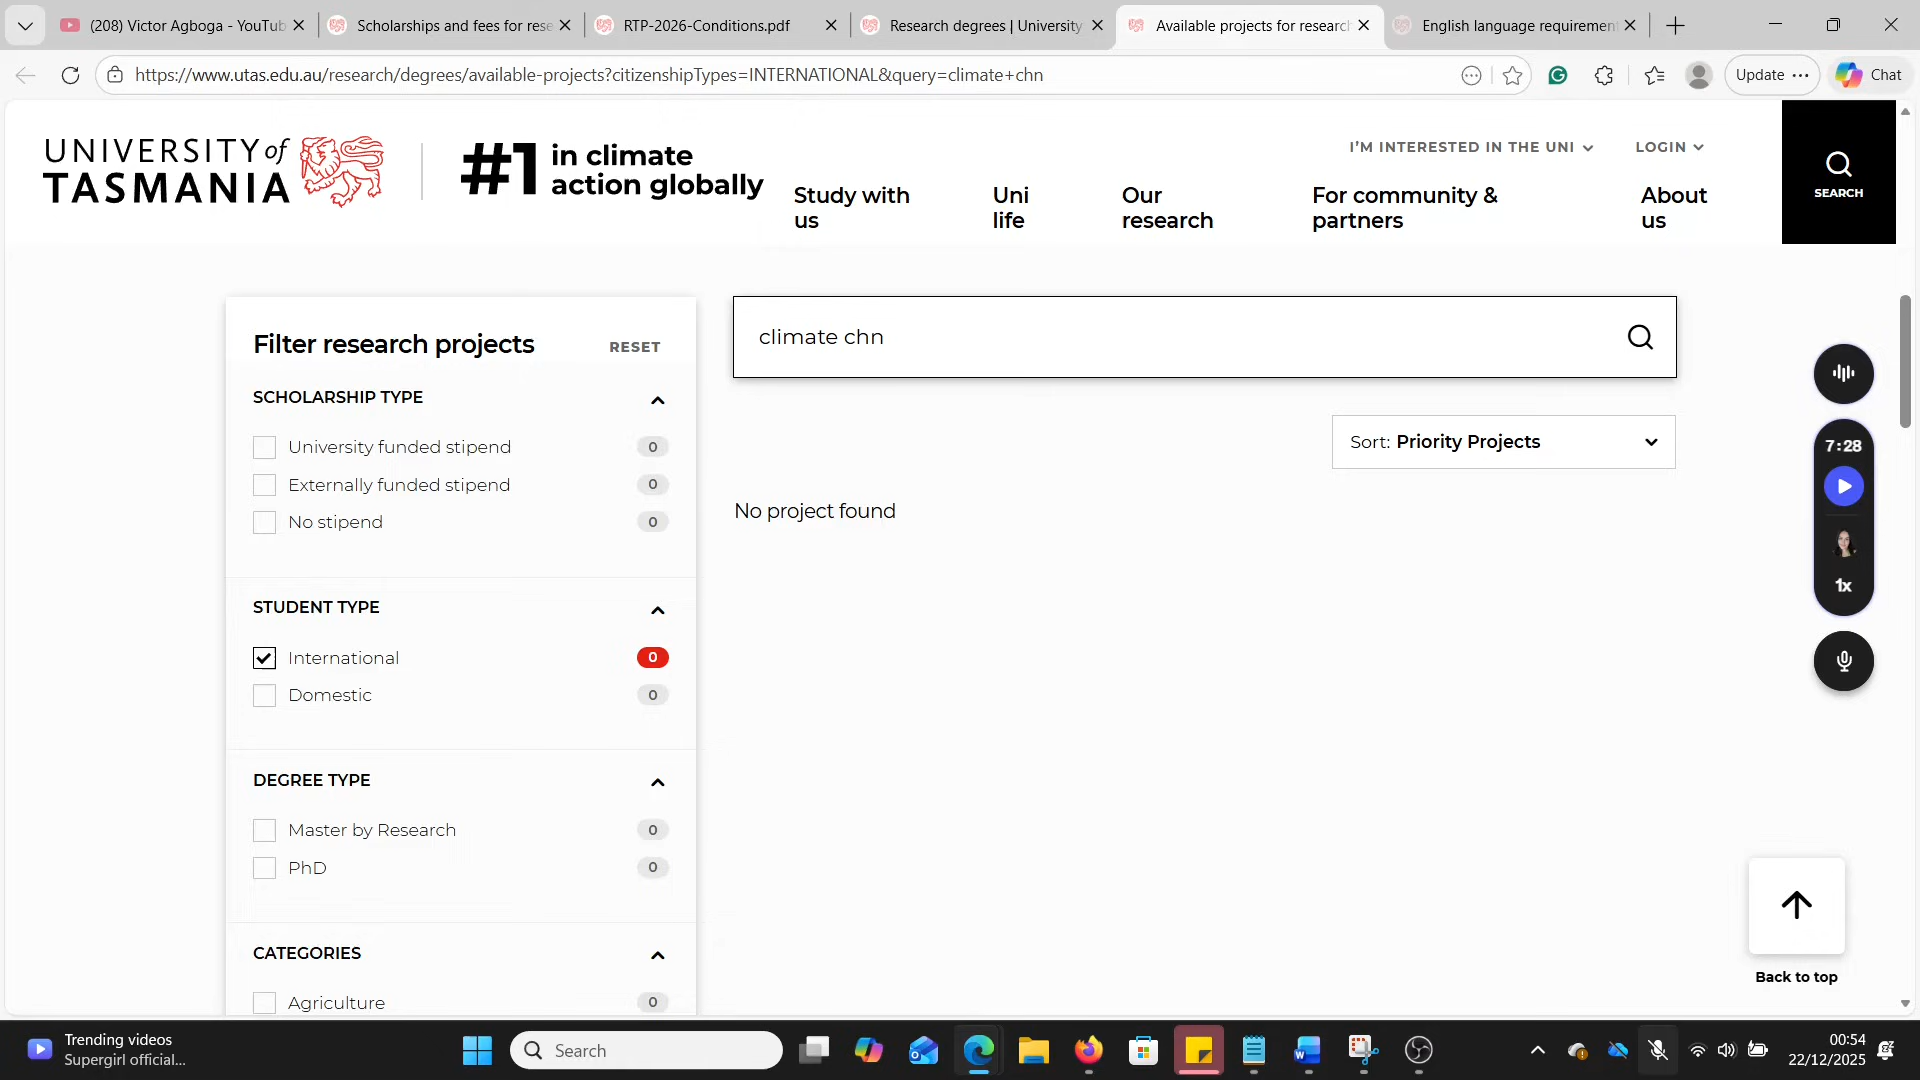 (208) Victor Agboga - YouTub
Scholarships and fees for rese
RTP-2026-Conditions.pdf
Research degrees | University
Available projects for research
English language requirement
https://www.utas.edu.au/research/degrees/available-projects?citizenshipTypes=INTERNATIONAL&query=climate+chn
Update
Chat
UNIVERSITY of
TASMANIA
#1 in climate
action globally
I'M INTERESTED IN THE UNI
LOGIN
Study with
us
Uni
life
Our
research
For community &
partners
About
us
SEARCH
Filter research projects
RESET
SCHOLARSHIP TYPE
University funded stipend 0
Externally funded stipend 0
No stipend 0
STUDENT TYPE
International 0
Domestic 0
DEGREE TYPE
Master by Research 0
PhD 0
CATEGORIES
Agriculture 0
climate chn
Sort: Priority Projects
No project found
7:28
1x
Back to top
Trending videos
Supergirl official...
Search
00:54
22/12/2025